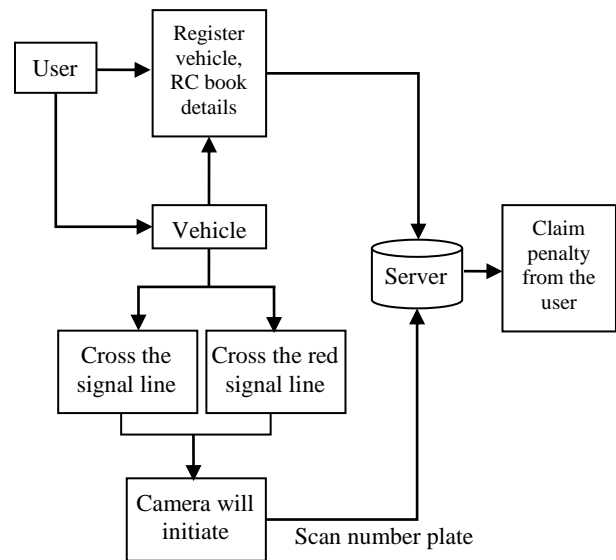 Register
vehicle,
RC book
details
User
Vehicle
Server
Claim
penalty
from the
user
Cross the
signal line
Cross the red
signal line
Camera will
initiate
Scan number plate